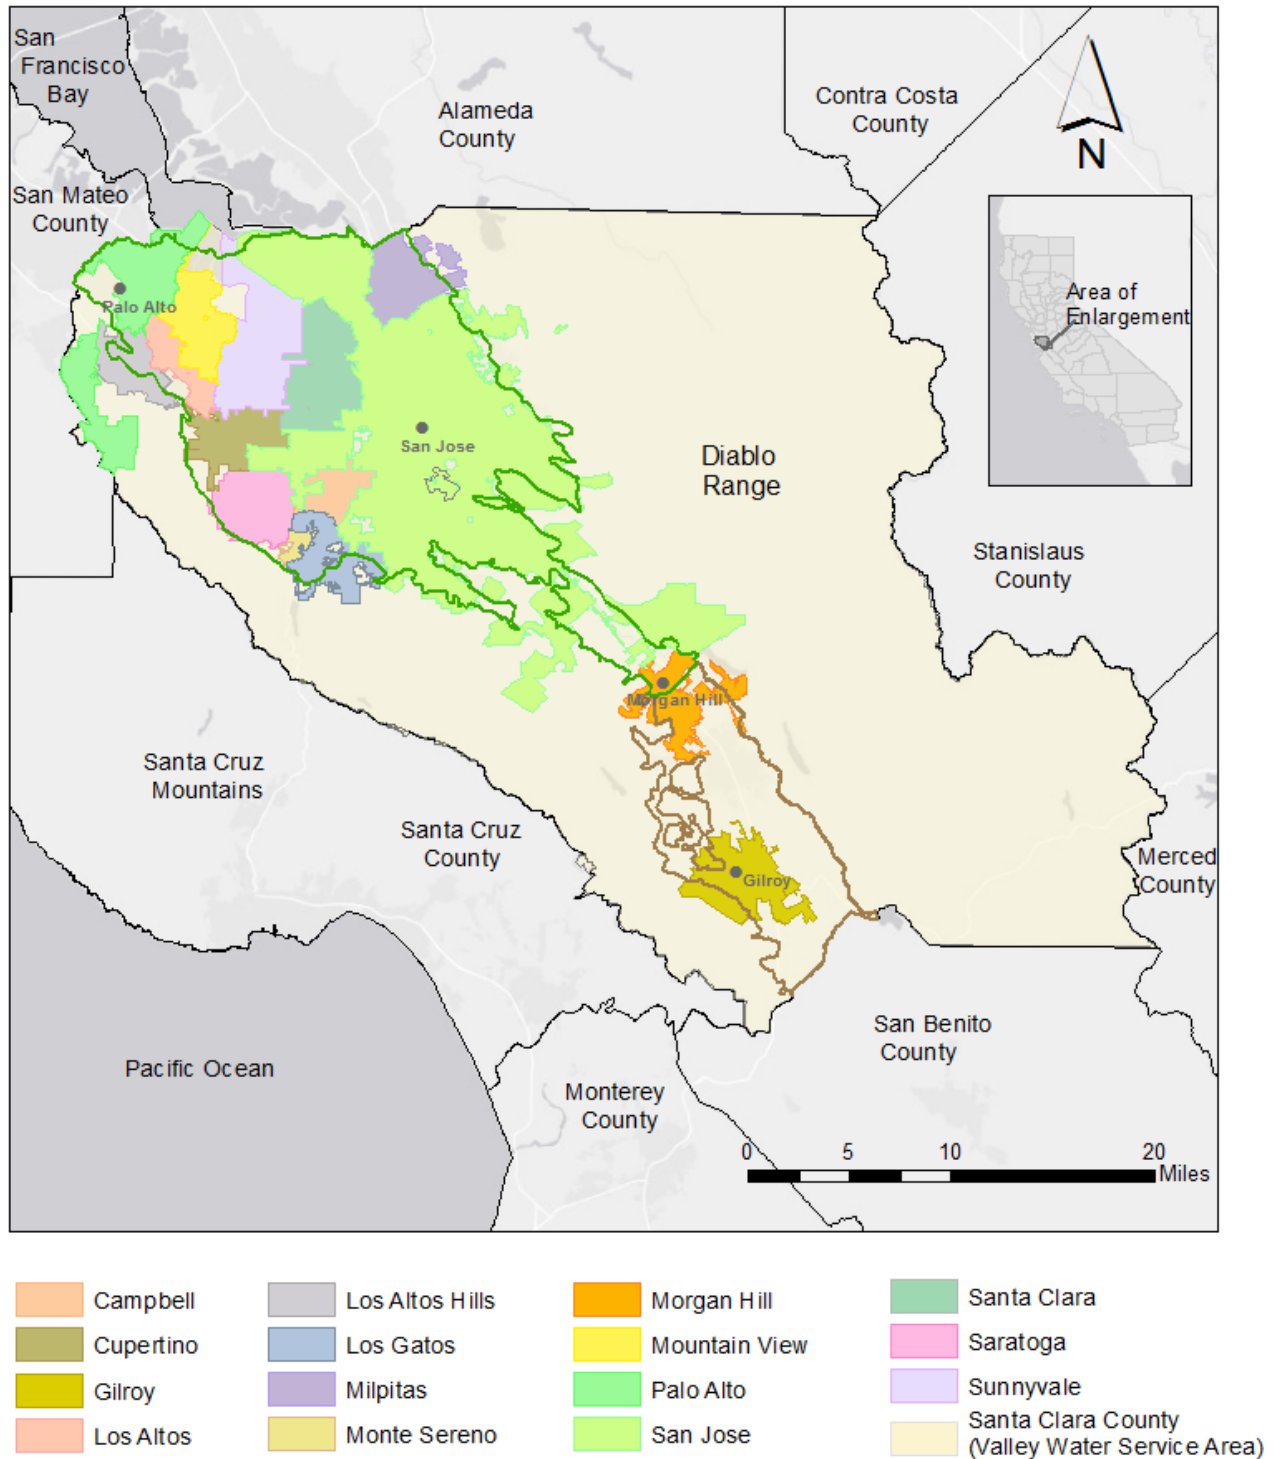 San
Francisco
Bay
Alameda
County
Contra Costa
County
N
San Mateo
County
Area of
Enlargement
Palo Alto
San Jose
Diablo
Range
Stanislaus
County
Morgan Hill
Santa Cruz
Mountains
Santa Cruz
County
Merced
County
Gilroy
San Benito
County
Pacific Ocean
Monterey
County
0 5 10 20
Miles
Campbell
Cupertino
Gilroy
Los Altos
Los Altos Hills
Los Gatos
Milpitas
Monte Sereno
Morgan Hill
Mountain View
Palo Alto
San Jose
Santa Clara
Saratoga
Sunnyvale
Santa Clara County
(Valley Water Service Area)